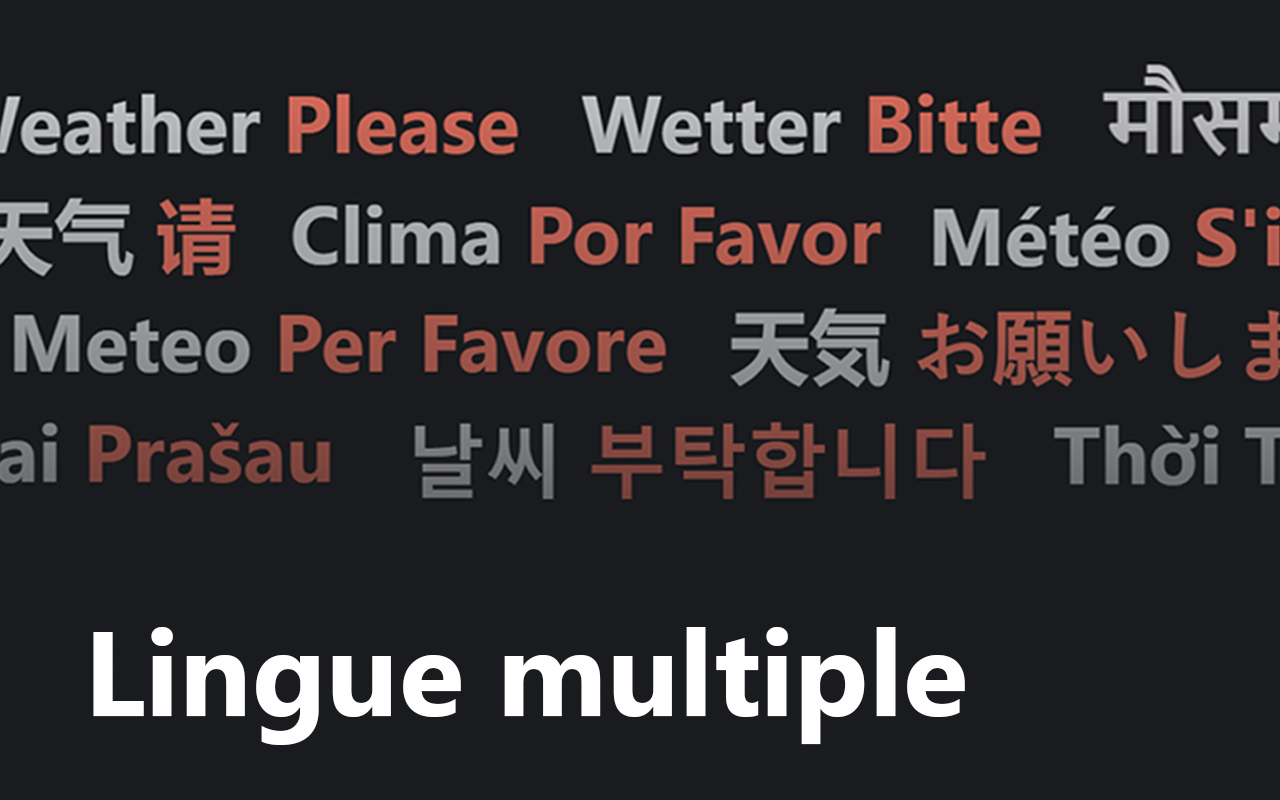 Weather Please Wetter Bitte मौसम
天气 请 Clima Por Favor Météo S'i
Meteo Per Favore 天気 お願いしま
ai Prašau 날씨 부탁합니다 Thời T
Lingue multiple